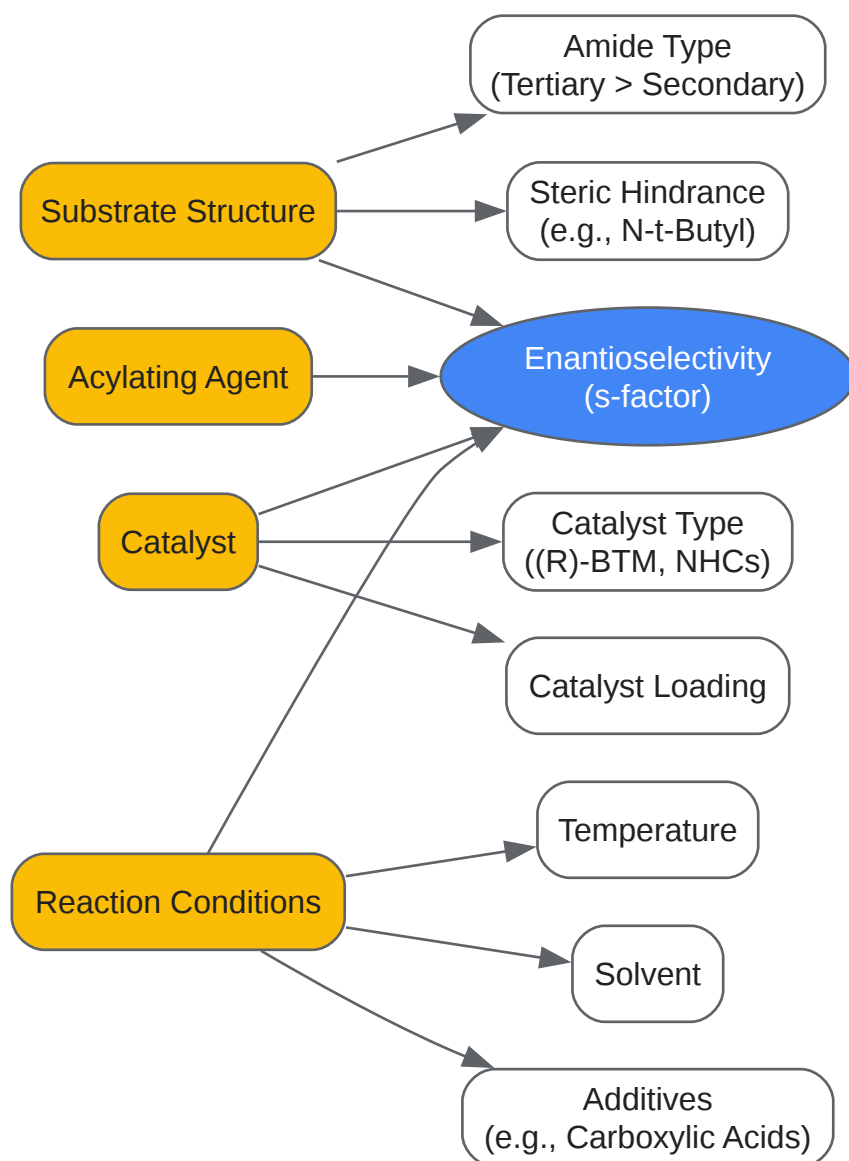 Amide Type
(Tertiary > Secondary)
Substrate Structure
Steric Hindrance
(e.g., N-t-Butyl)
Acylating Agent
Enantioselectivity
(s-factor)
Catalyst
Catalyst Type
((R)-BTM, NHCs)
Catalyst Loading
Temperature
Reaction Conditions
Solvent
Additives
(e.g., Carboxylic Acids)